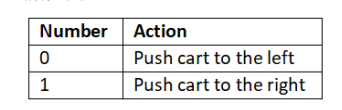 Number Action
0 Push cart to the left
1 Push cart to the right